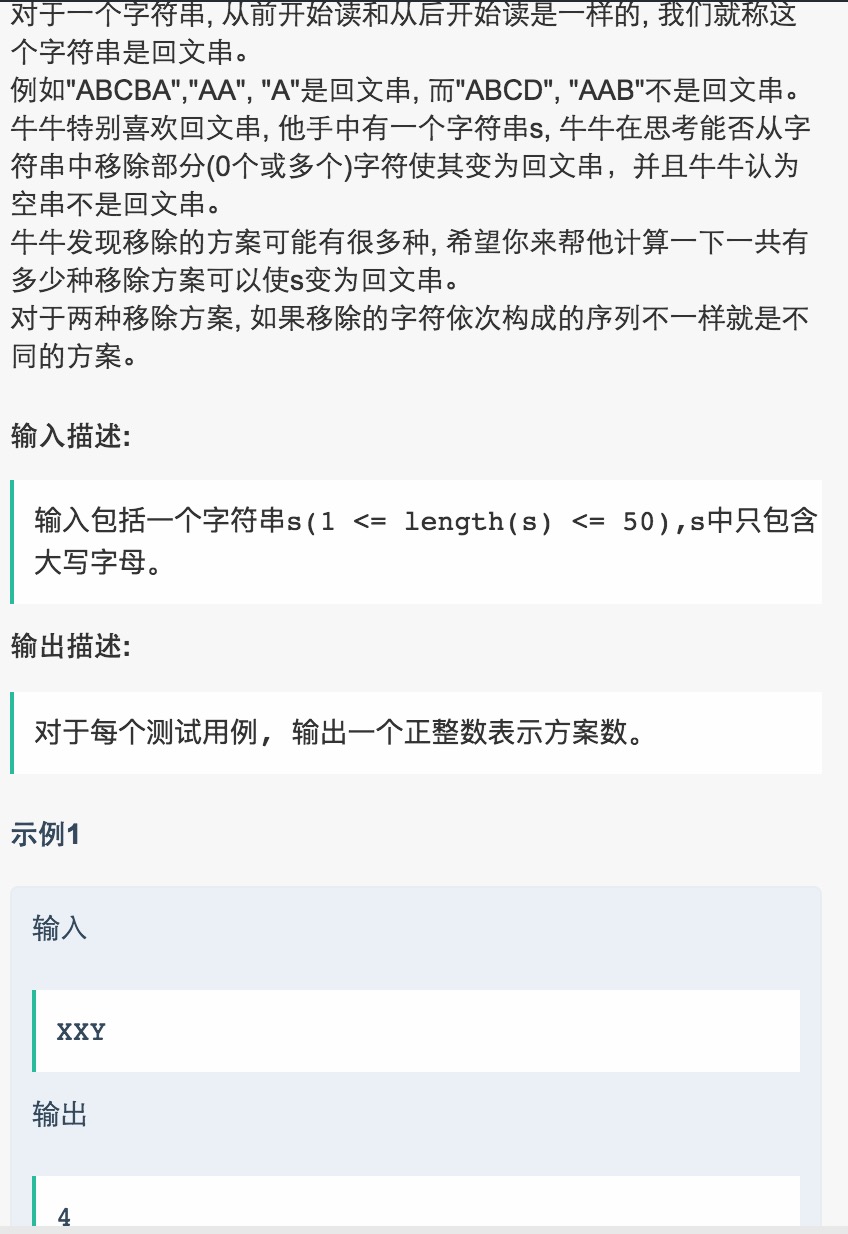 对于一个字符串, 从前开始读和从后开始读是一样的, 我们就称这
个字符串是回文串。
例如"ABCBA","AA", "A"是回文串, 而"ABCD", "AAB"不是回文串。
牛牛特别喜欢回文串, 他手中有一个字符串s, 牛牛在思考能否从字
符串中移除部分(0个或多个)字符使其变为回文串，并且牛牛认为
空串不是回文串。
牛牛发现移除的方案可能有很多种, 希望你来帮他计算一下一共有
多少种移除方案可以使s变为回文串。
对于两种移除方案, 如果移除的字符依次构成的序列不一样就是不
同的方案。
输入描述:
输入包括一个字符串s(1 <= length(s) <= 50),s中只包含
大写字母。
输出描述:
对于每个测试用例, 输出一个正整数表示方案数。
示例1
输入
XXY
输出
4